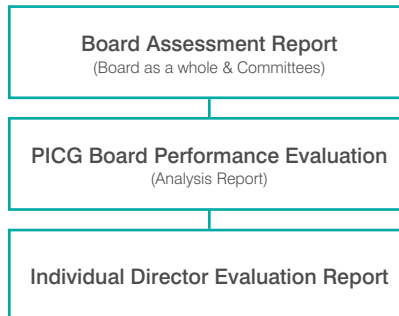 Board Assessment Report
(Board as a whole & Committees)
PICG Board Performance Evaluation
(Analysis Report)
Individual Director Evaluation Report